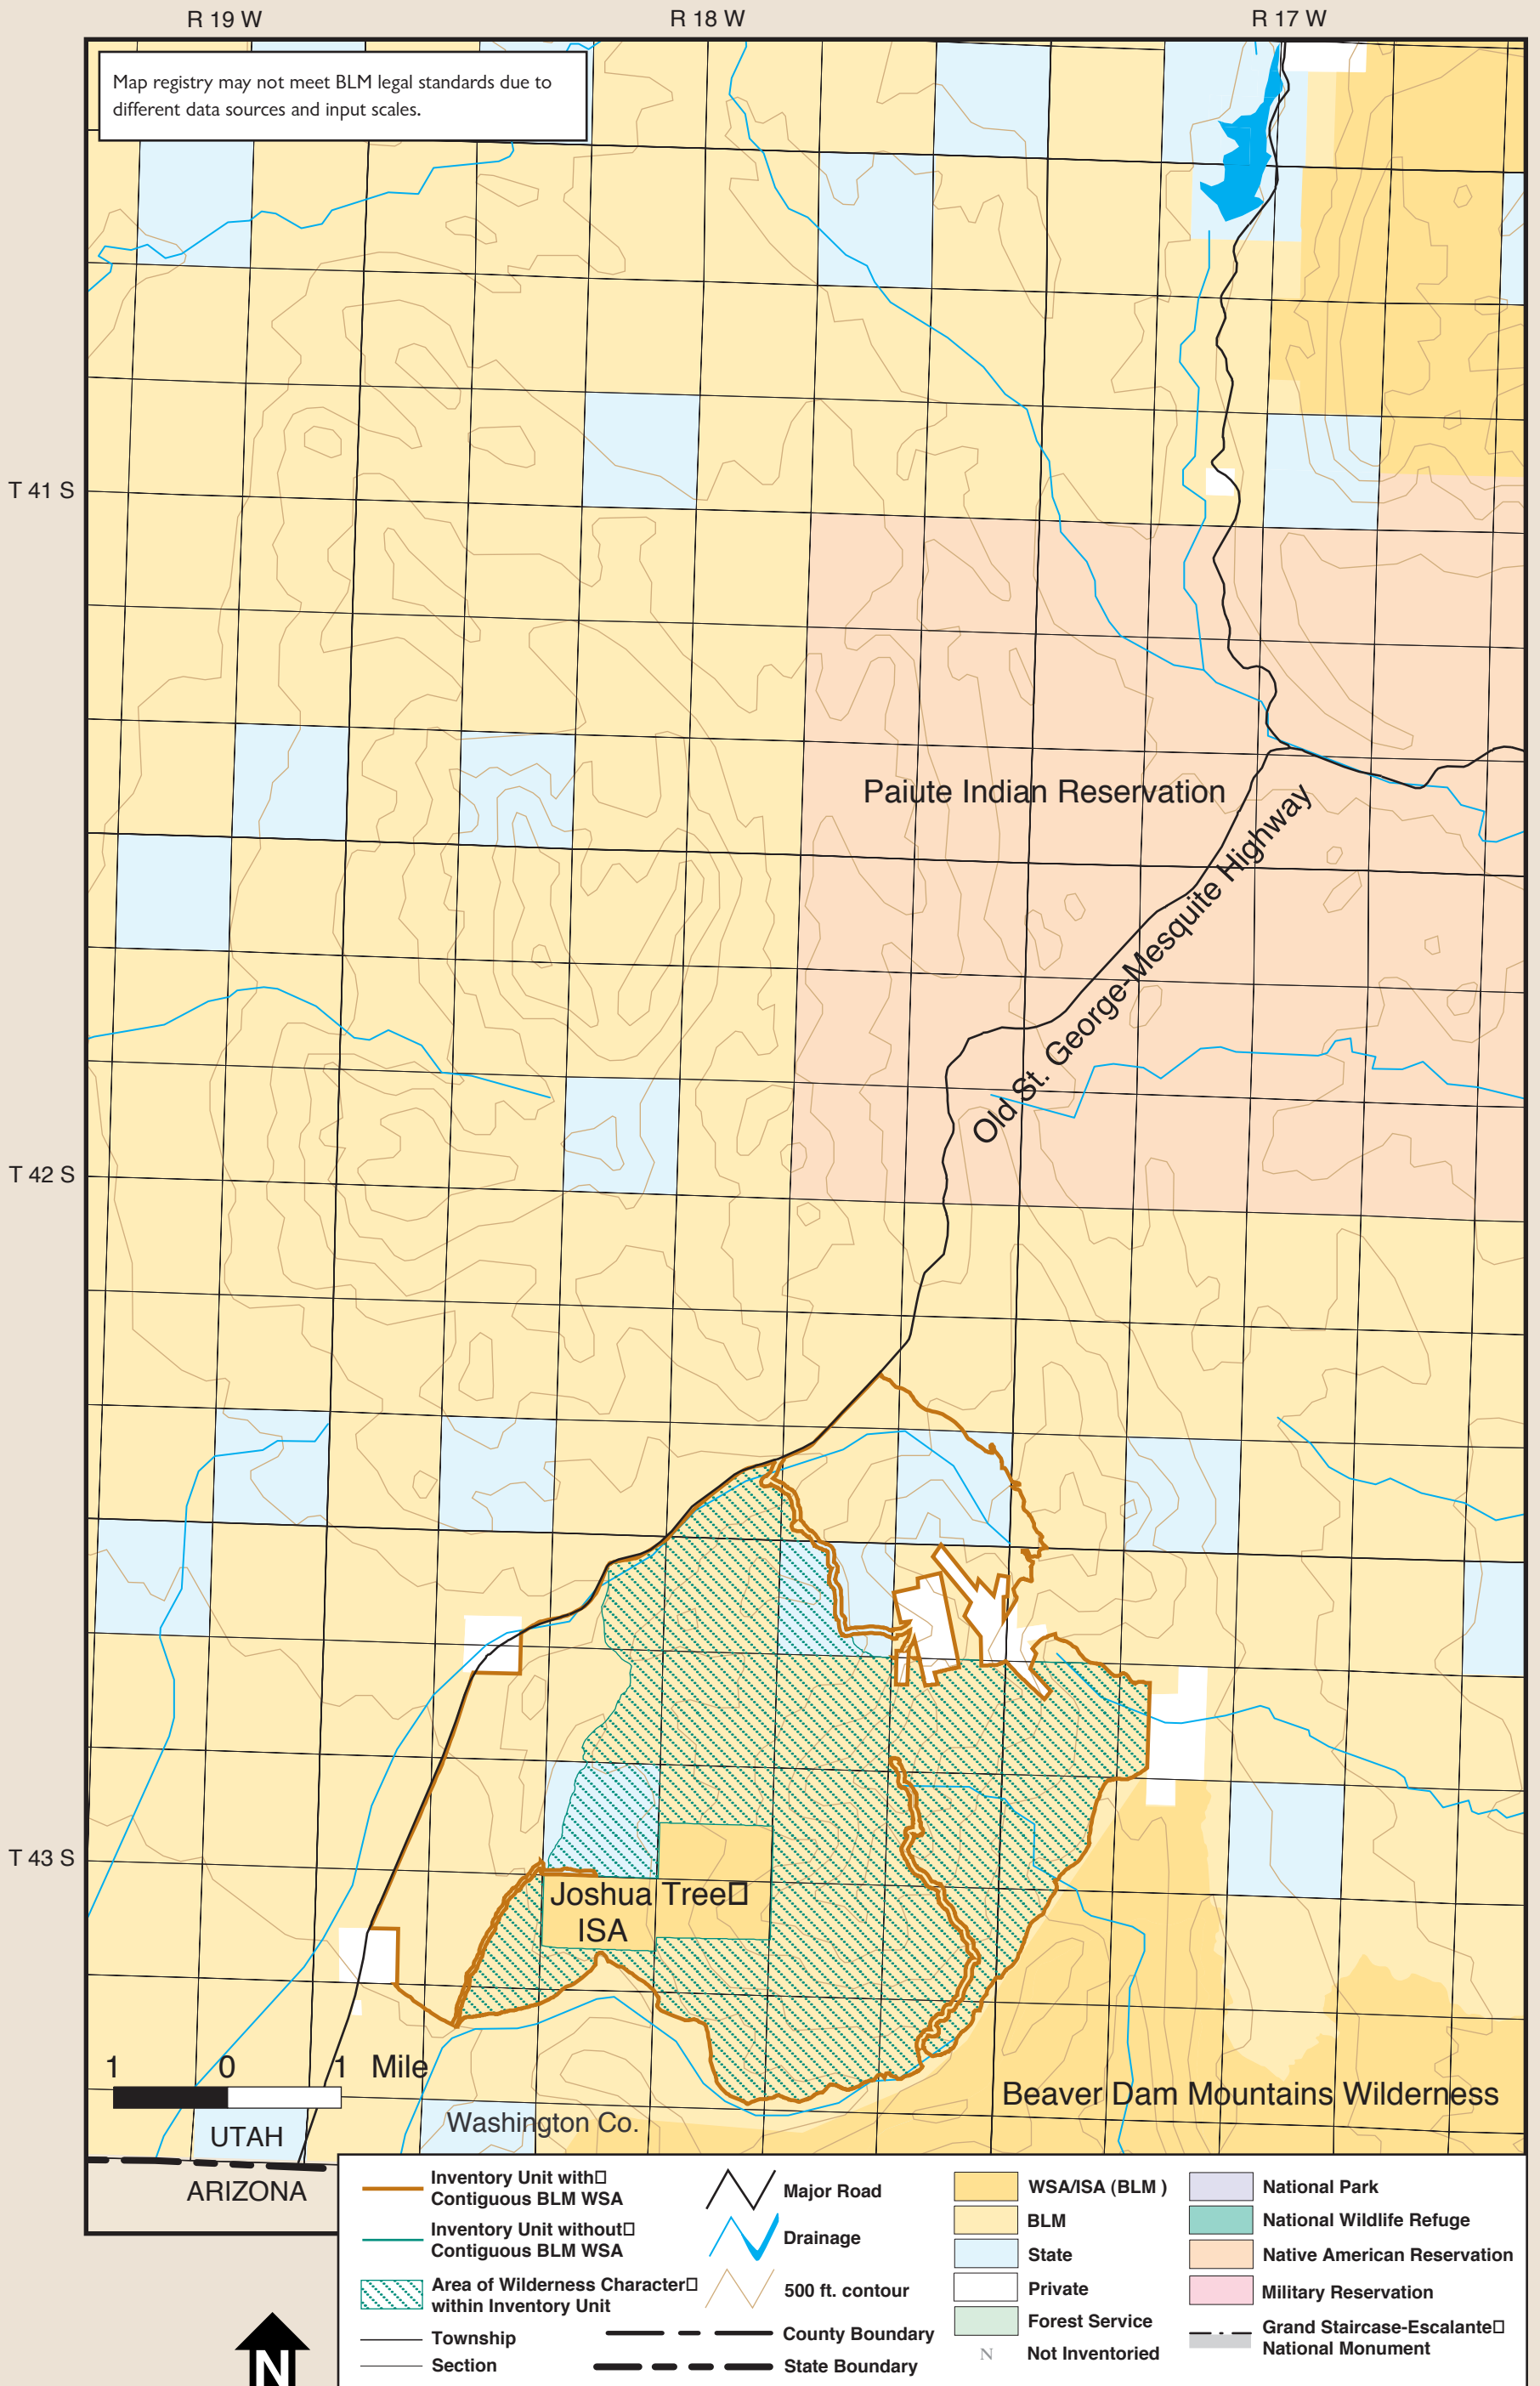 R 19 W
R 18 W
R 17 W
Map registry may not meet BLM legal standards due to
different data sources and input scales.
T 41 S
Paiute Indian Reservation
Old St. George-Mesquite Highway
T 42 S
T 43 S
Joshua Tree
ISA
1 0 1 Mile
Beaver Dam Mountains Wilderness
Washington Co.
UTAH
ARIZONA
Inventory Unit with
Contiguous BLM WSA
Inventory Unit without
Contiguous BLM WSA
Area of Wilderness Character
within Inventory Unit
Township
Section
Major Road
Drainage
500 ft. contour
County Boundary
State Boundary
WSA/ISA (BLM )
BLM
State
Private
Forest Service
N Not Inventoried
National Park
National Wildlife Refuge
Native American Reservation
Military Reservation
Grand Staircase-Escalante
National Monument
N